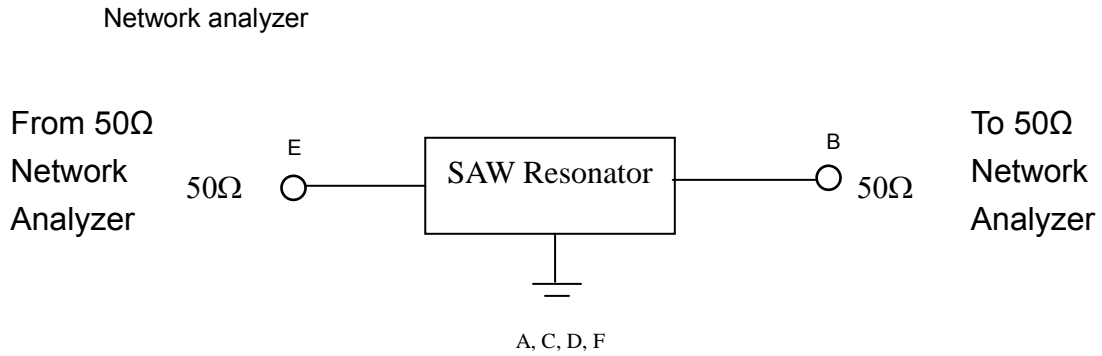 Network analyzer
From 50Ω
Network
Analyzer
50Ω
E
SAW Resonator
B
50Ω
To 50Ω
Network
Analyzer
A, C, D, F